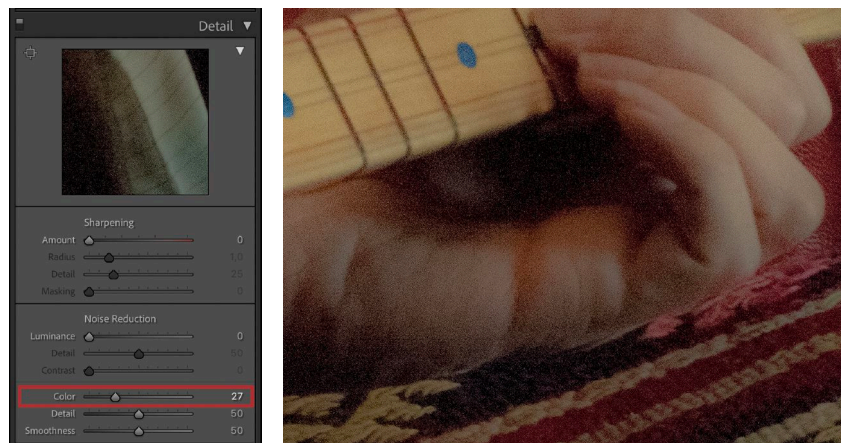 Detail
Sharpening
Amount 0
Radius 1,0
Detail 25
Masking 0
Noise Reduction
Luminance 0
Detail 50
Contrast 0
Color 27
Detail 50
Smoothness 50